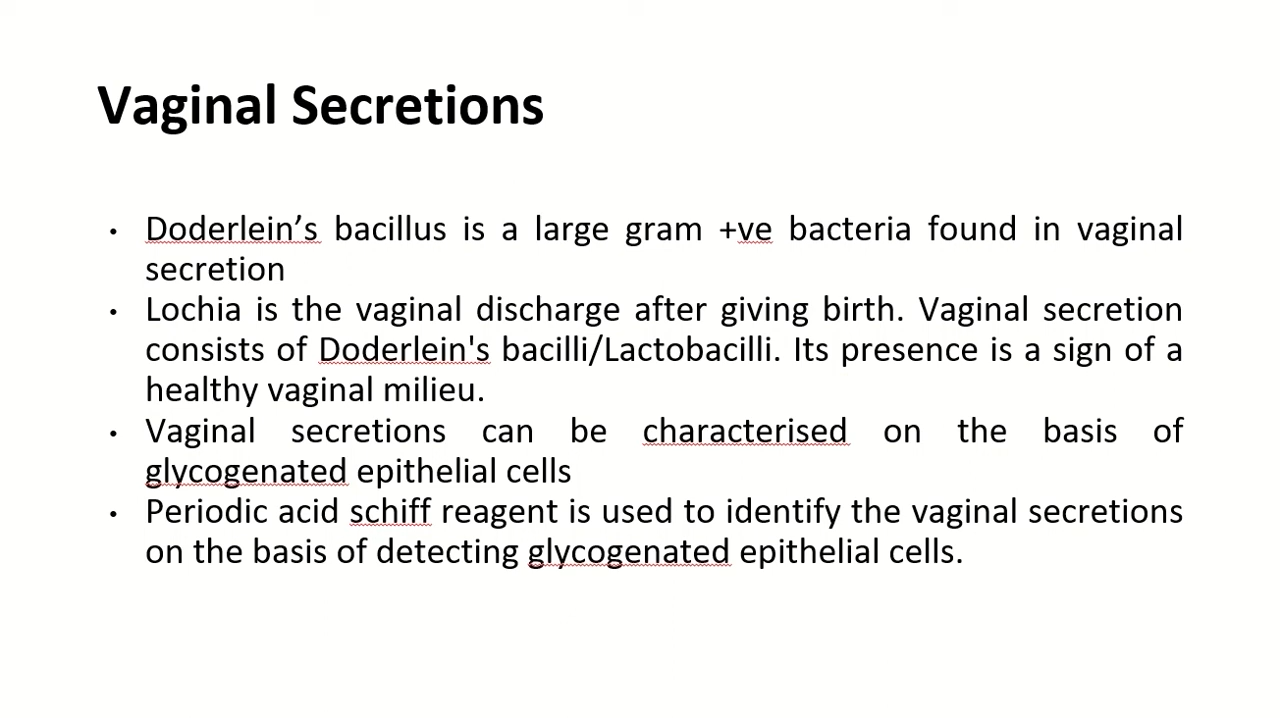 Vaginal Secretions
• Doderlein’s bacillus is a large gram +ve bacteria found in vaginal
secretion
• Lochia is the vaginal discharge after giving birth. Vaginal secretion
consists of Doderlein's bacilli/Lactobacilli. Its presence is a sign of a
healthy vaginal milieu.
• Vaginal secretions can be characterised on the basis of
glycogenated epithelial cells
• Periodic acid schiff reagent is used to identify the vaginal secretions
on the basis of detecting glycogenated epithelial cells.